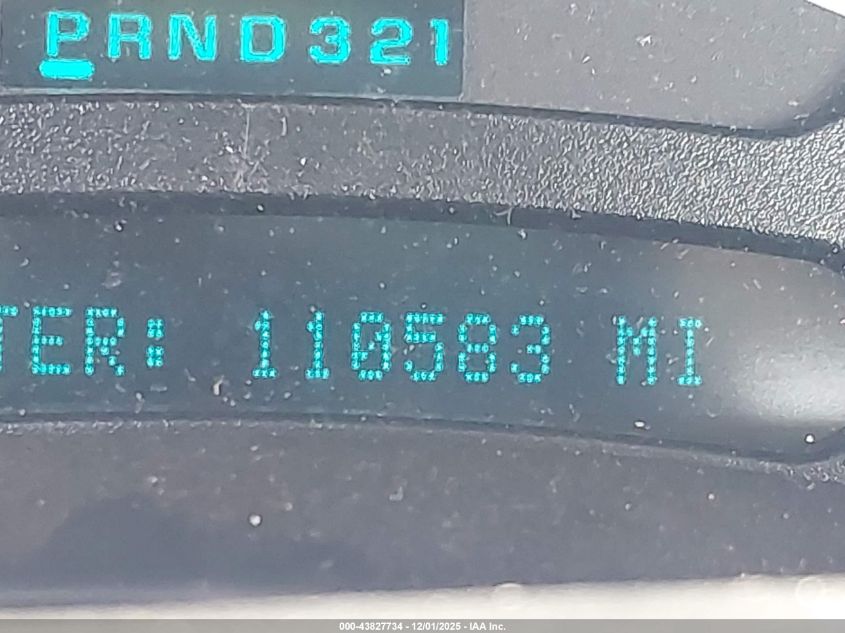 PRND321
TER: 110583 MI
000-43827734 - 12/01/2025 - IAA Inc.